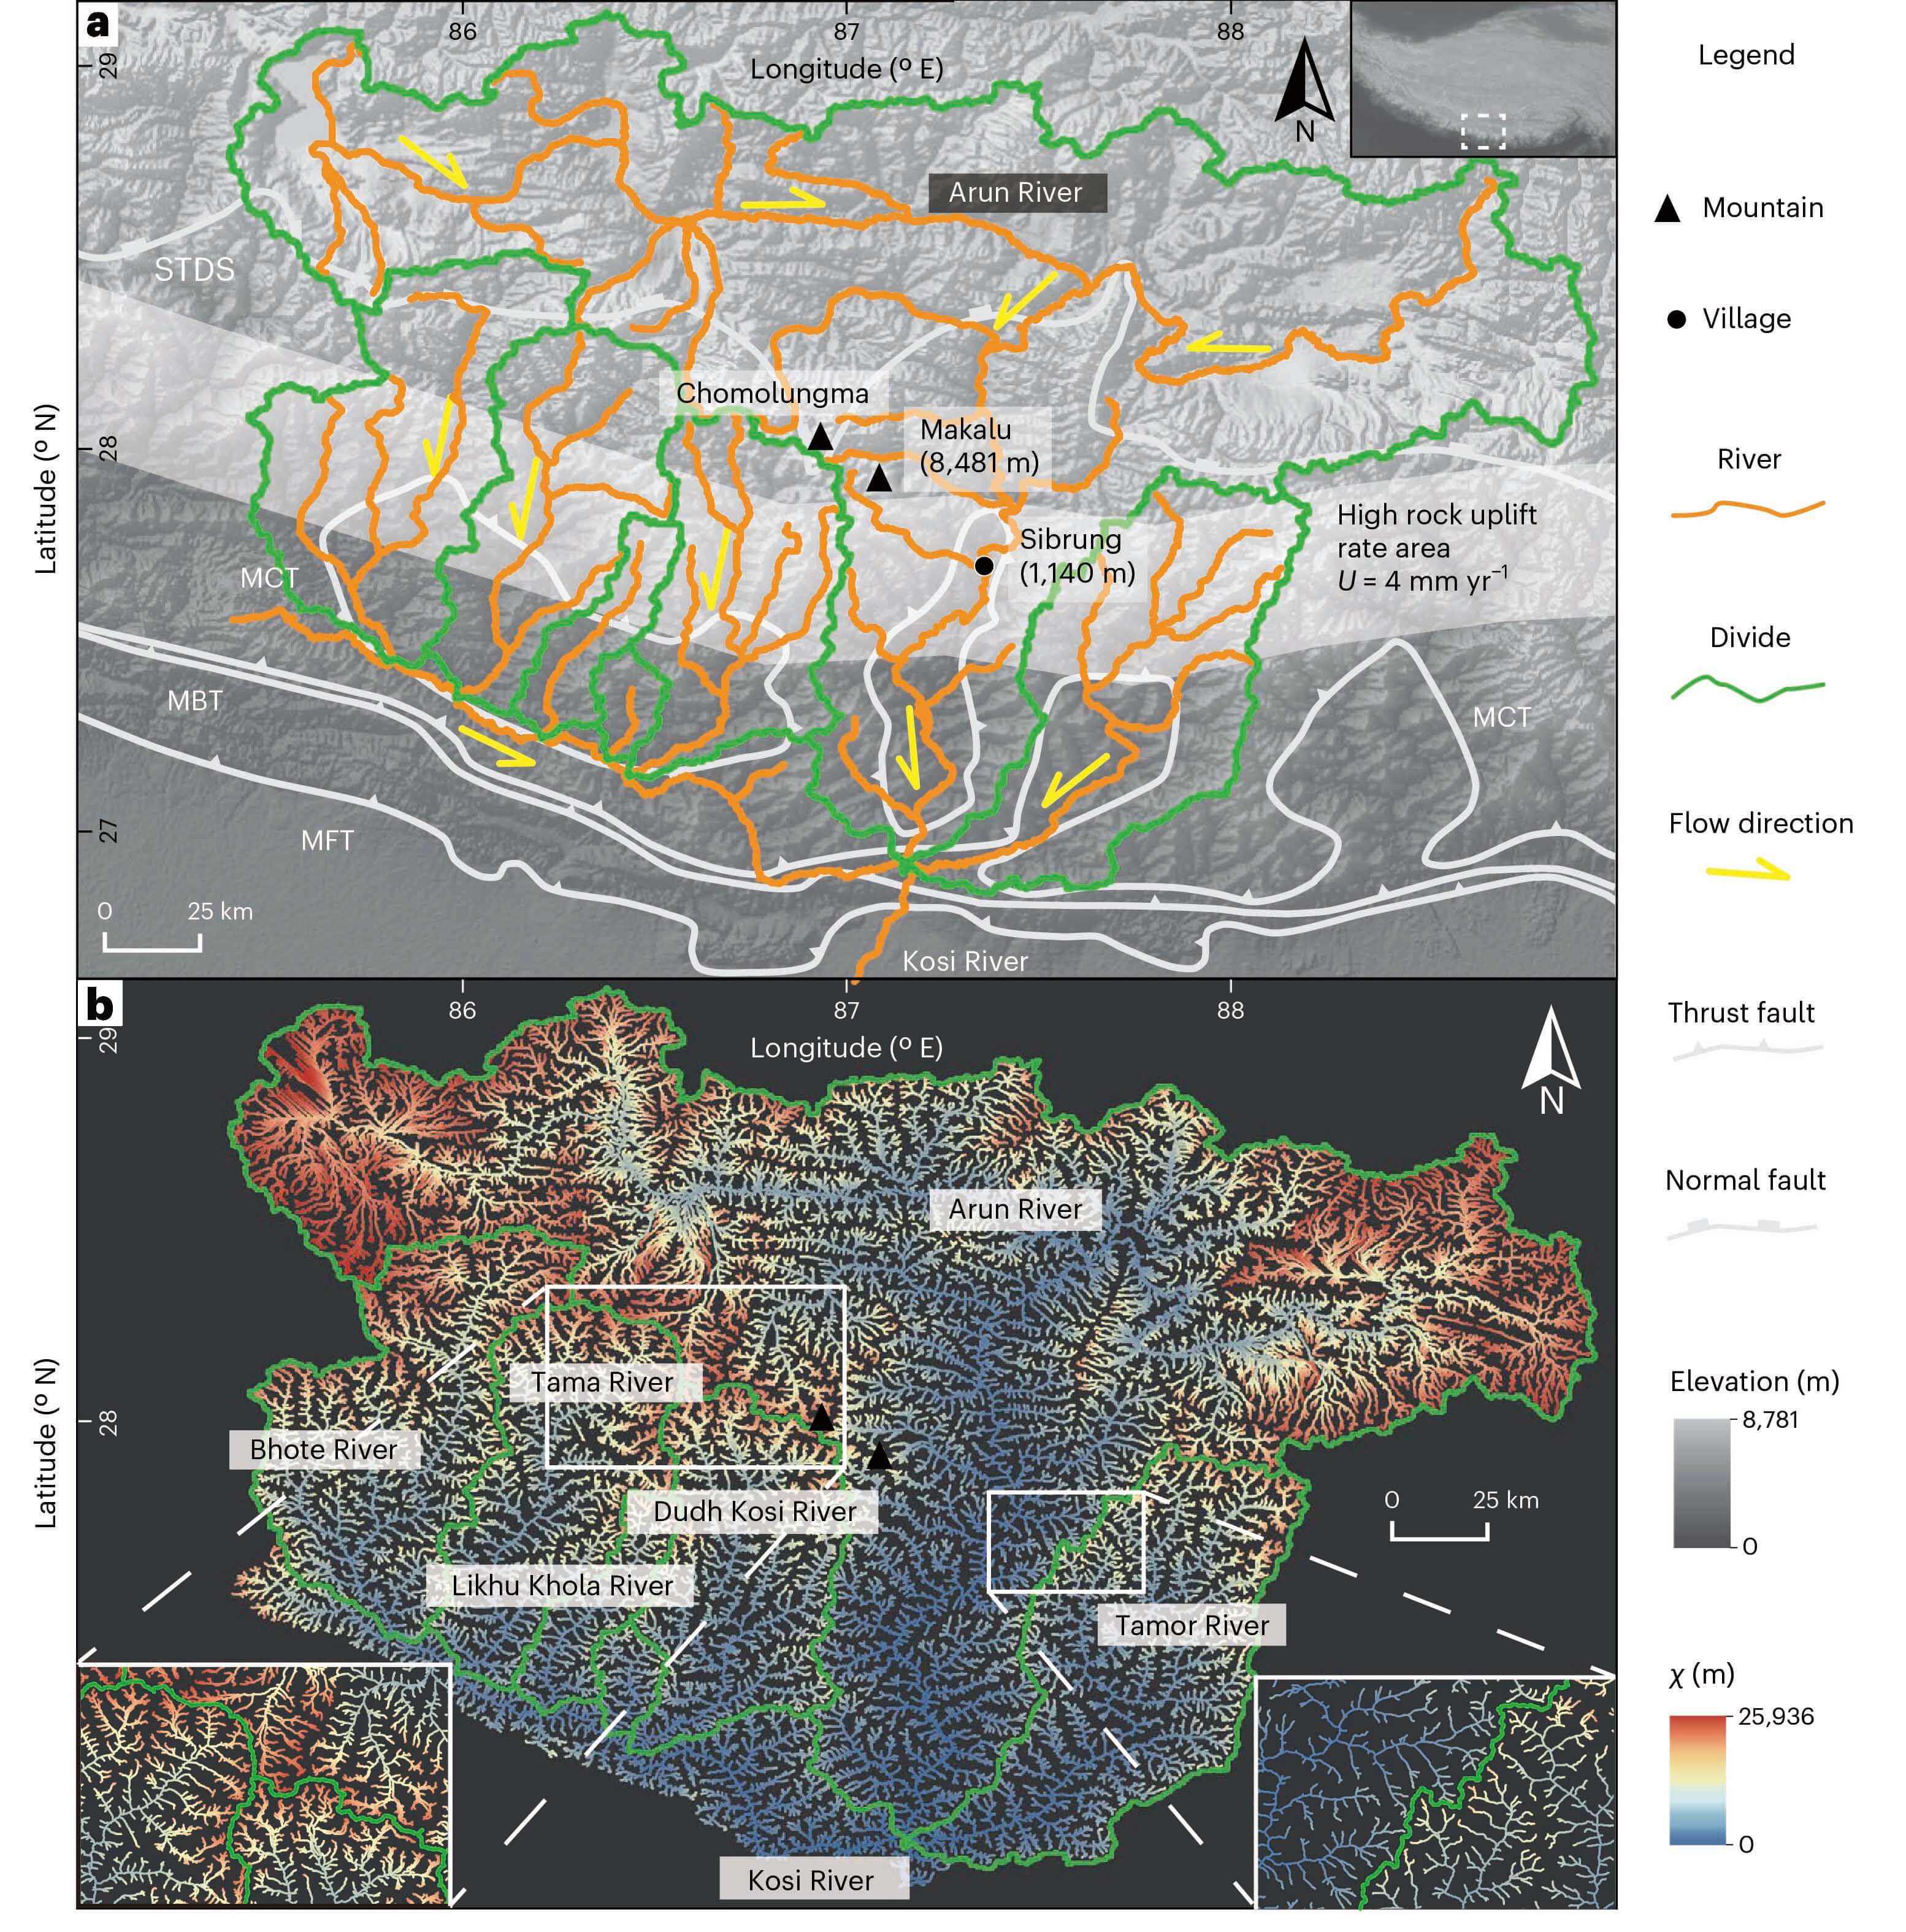 a
86
87
88
Longitude (º E)
29
N
Arun River
STDS
Chomolungma
Makalu
(8,481 m)
28
Latitude (º N)
High rock uplift
rate area
U = 4 mm yr⁻¹
Sibrung
(1,140 m)
MCT
MBT
MCT
27
MFT
0 25 km
Kosi River
Legend
Mountain
Village
River
Divide
Flow direction
Thrust fault
Normal fault
Elevation (m)
8,781
0
χ (m)
25,936
0
b
86
87
88
Longitude (º E)
29
N
Arun River
Tama River
28
Latitude (º N)
Bhote River
Dudh Kosi River
0 25 km
Likhu Khola River
Tamor River
Kosi River